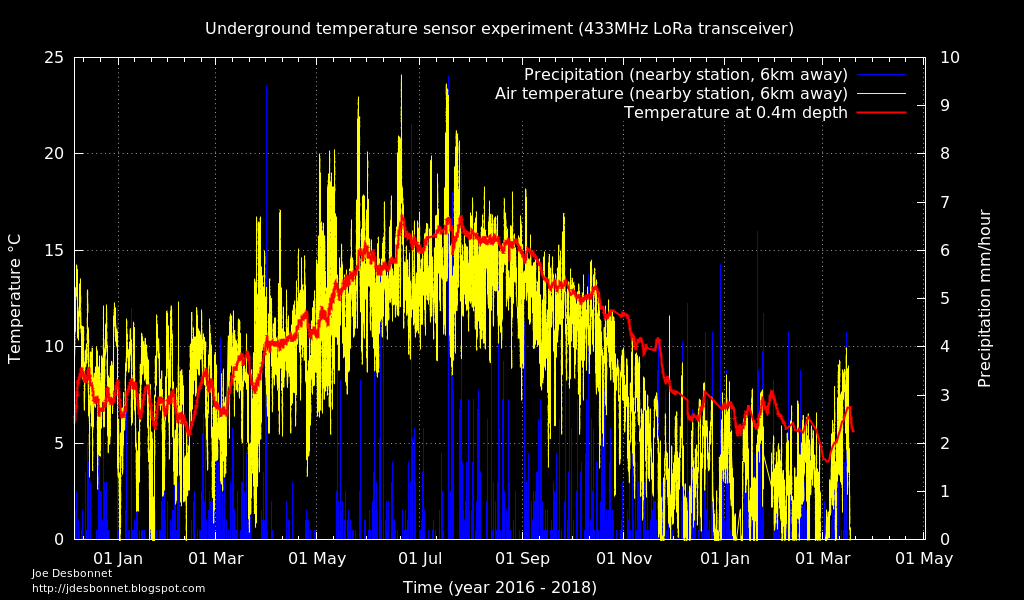 Underground temperature sensor experiment (433MHz LoRa transceiver)
Precipitation (nearby station, 6km away)
Air temperature (nearby station, 6km away)
Temperature at 0.4m depth
Temperature °C
25
20
15
10
5
0
10
9
8
7
6
5
4
3
2
1
0
Precipitation mm/hour
01 Jan 01 Mar 01 May 01 Jul 01 Sep 01 Nov 01 Jan 01 Mar 01 May
Time (year 2016 - 2018)
Joe Desbonnet
http://jdesbonnet.blogspot.com